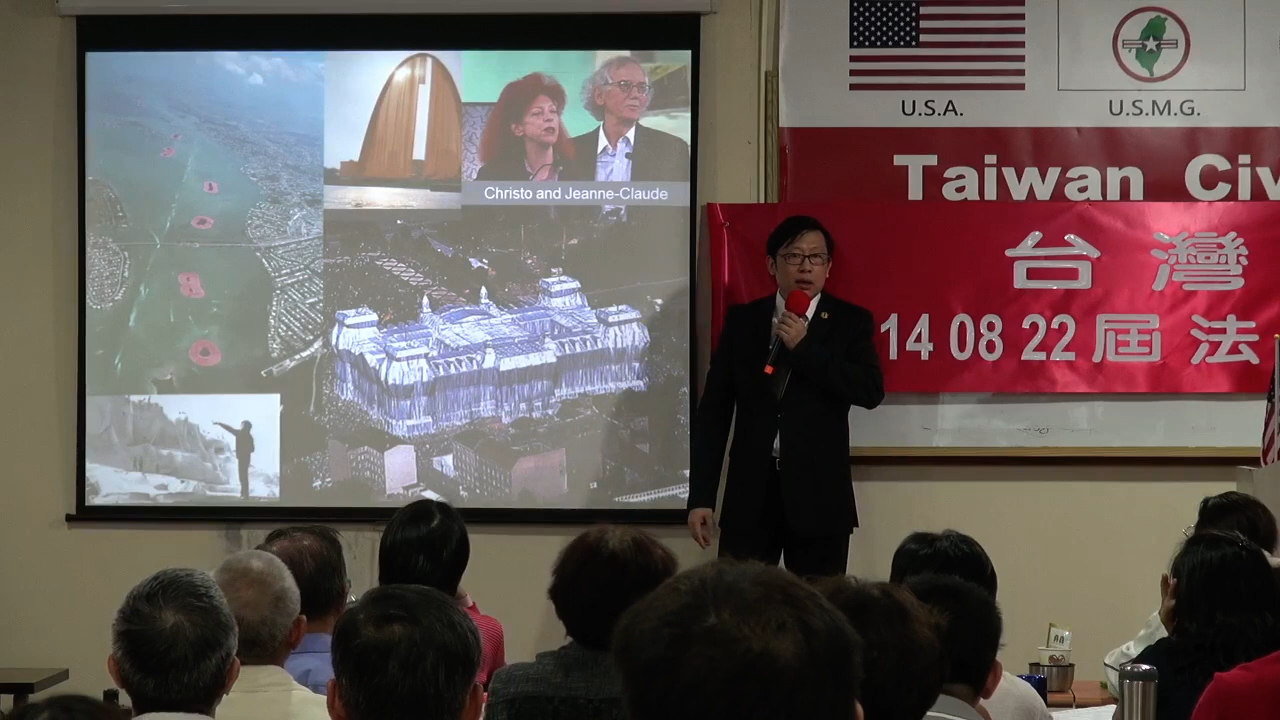 Christo and Jeanne-Claude
U.S.A.
U.S.M.G.
Taiwan Civ
台灣
14 08 22 屆法